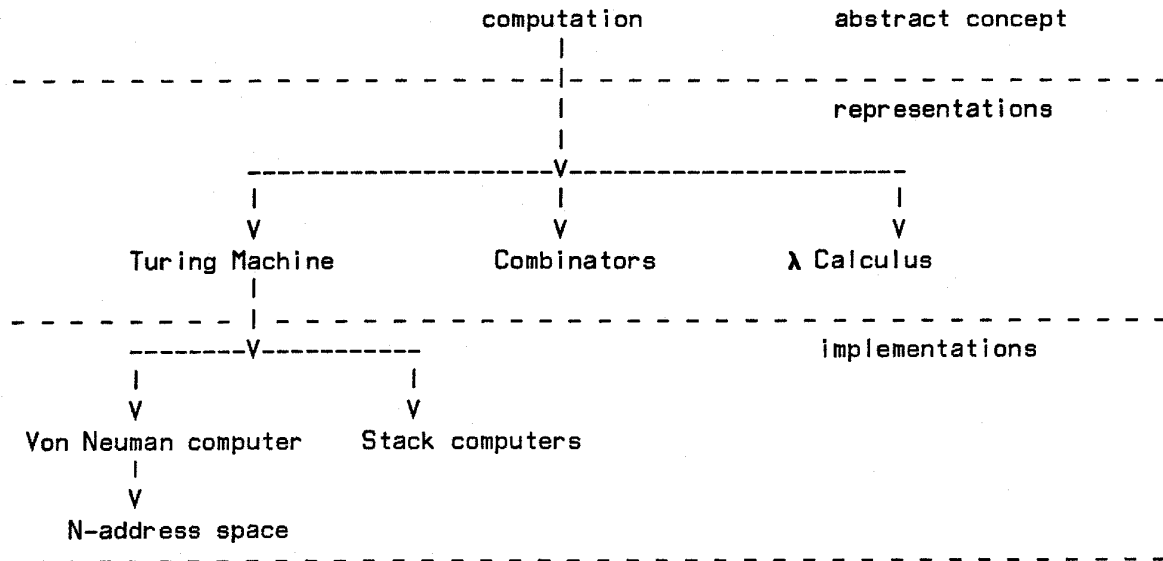 computation abstract concept
representations
Turing Machine Combinators λ Calculus
implementations
Von Neuman computer Stack computers
N-address space